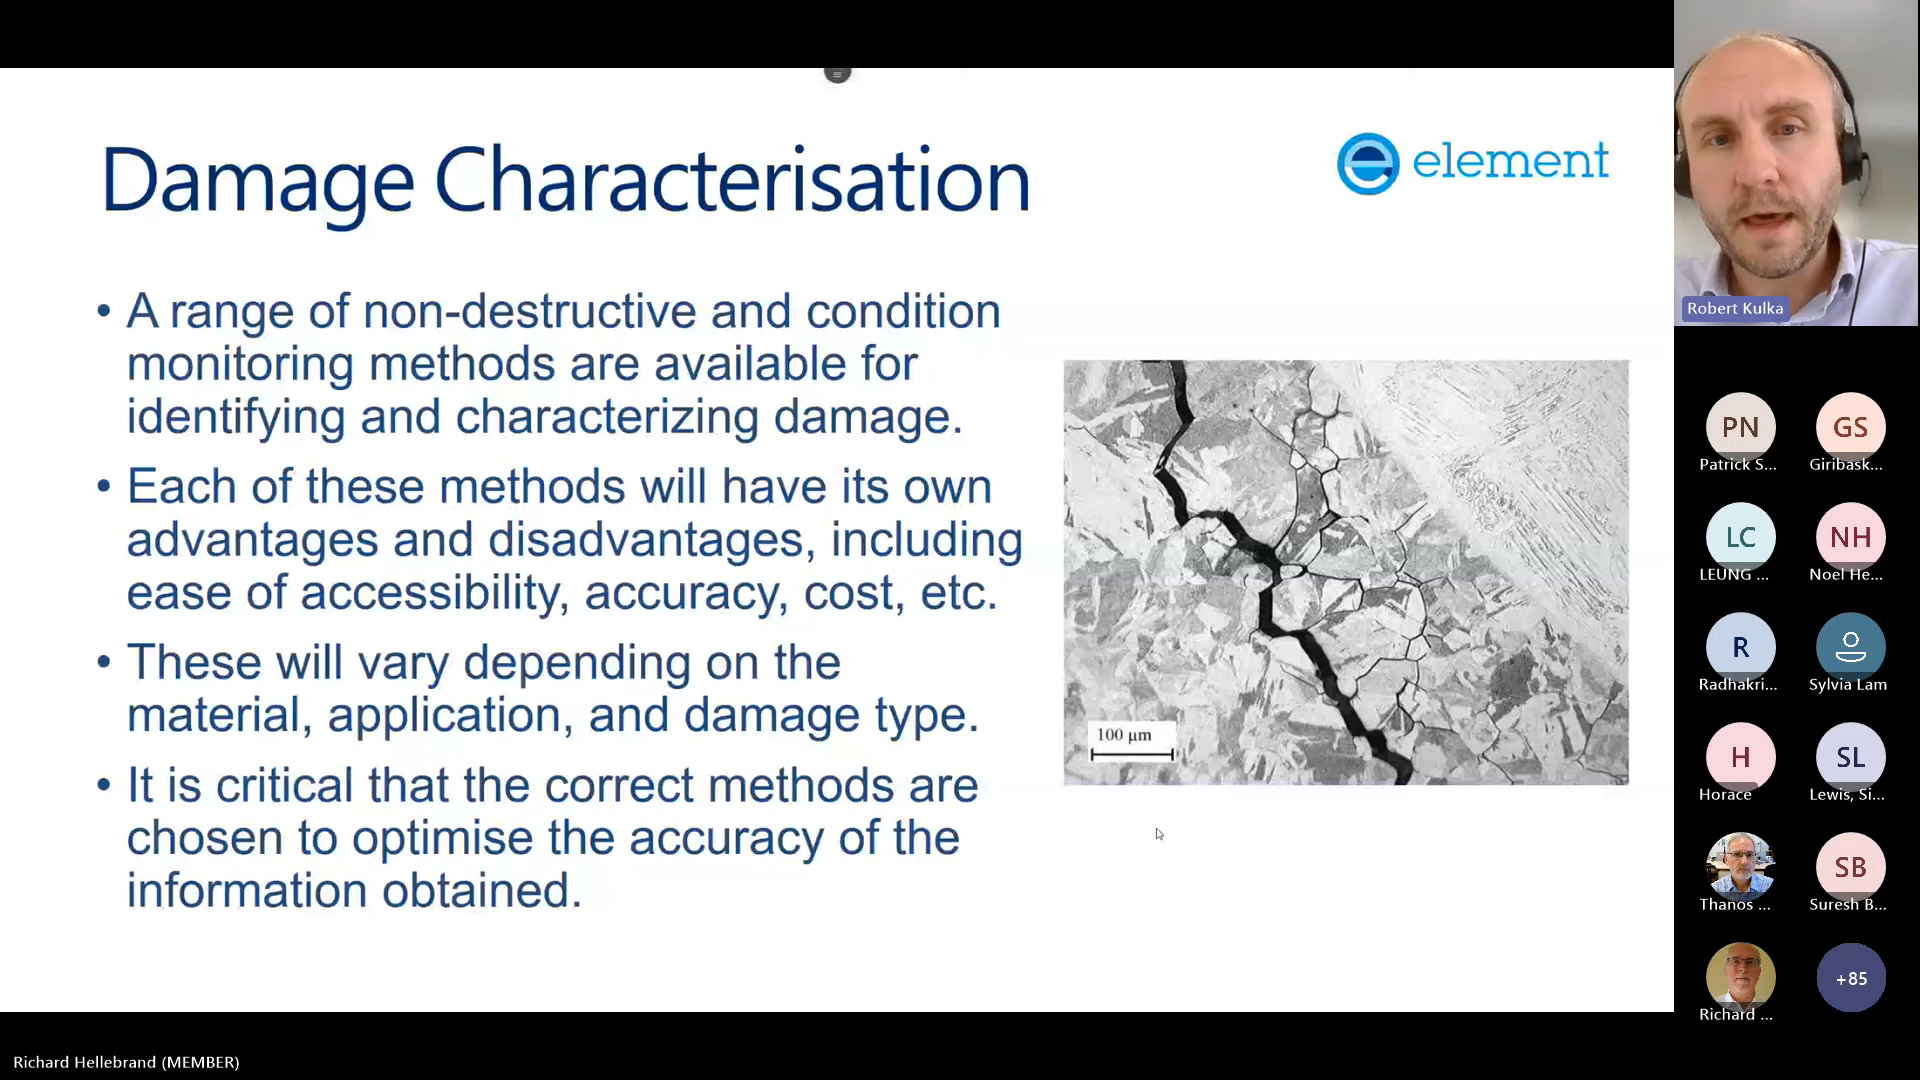 Damage Characterisation
element
• A range of non-destructive and condition
monitoring methods are available for
identifying and characterizing damage.
• Each of these methods will have its own
advantages and disadvantages, including
ease of accessibility, accuracy, cost, etc.
• These will vary depending on the
material, application, and damage type.
• It is critical that the correct methods are
chosen to optimise the accuracy of the
information obtained.
100 µm
Robert Kulka
PN
Patrick S...
GS
Giribask...
LC
LEUNG ...
NH
Noel He...
R
Radhakri...
Sylvia Lam
H
Horace
SL
Lewis, Si...
Thanos ...
SB
Suresh B...
Richard ...
+85
Richard Hellebrand (MEMBER)